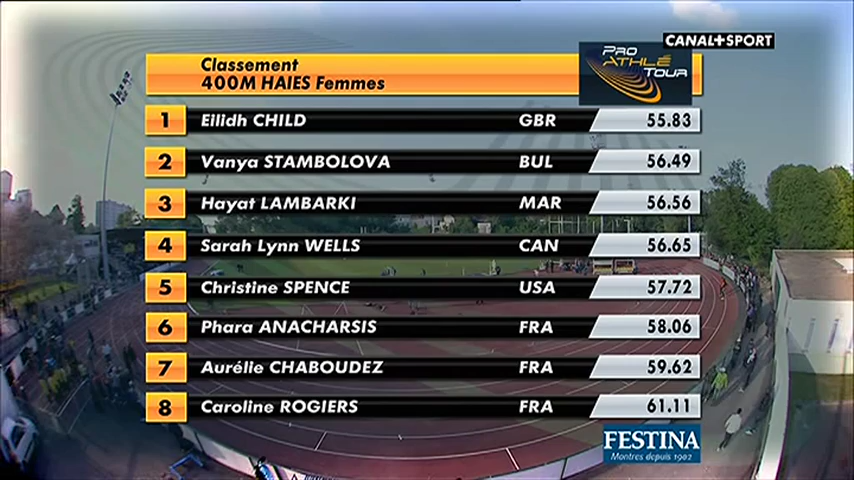 CANAL+SPORT
Classement
400M HAIES Femmes
PRO ATHLÉ TOUR
1 Eilidh CHILD GBR 55.83
2 Vanya STAMBOLOVA BUL 56.49
3 Hayat LAMBARKI MAR 56.56
4 Sarah Lynn WELLS CAN 56.65
5 Christine SPENCE USA 57.72
6 Phara ANACHARSIS FRA 58.06
7 Aurélie CHABOUDEZ FRA 59.62
8 Caroline ROGIERS FRA 61.11
FESTINA
Montres depuis 1902